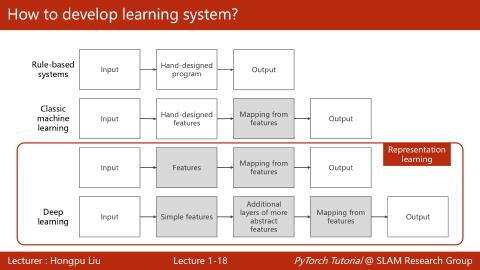 How to develop learning system?
Rule-based
systems
Input
Hand-designed
program
Output
Classic
machine
learning
Input
Hand-designed
features
Mapping from
features
Output
Representation
learning
Input
Features
Mapping from
features
Output
Deep
learning
Input
Simple features
Additional
layers of more
abstract
features
Mapping from
features
Output
Lecturer : Hongpu Liu
Lecture 1-18
PyTorch Tutorial @ SLAM Research Group